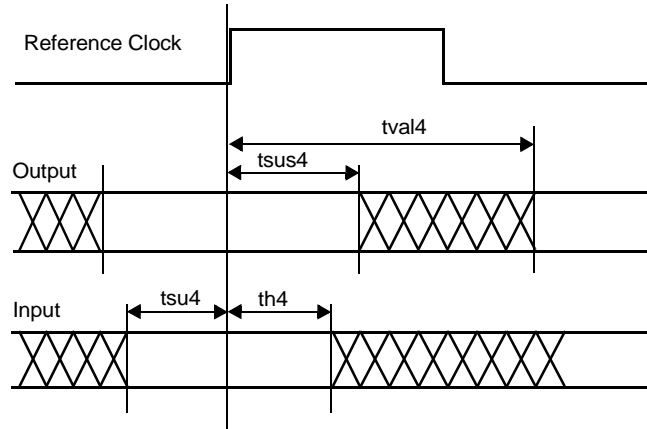 Reference Clock
tval4
tsus4
Output
tsu4
th4
Input